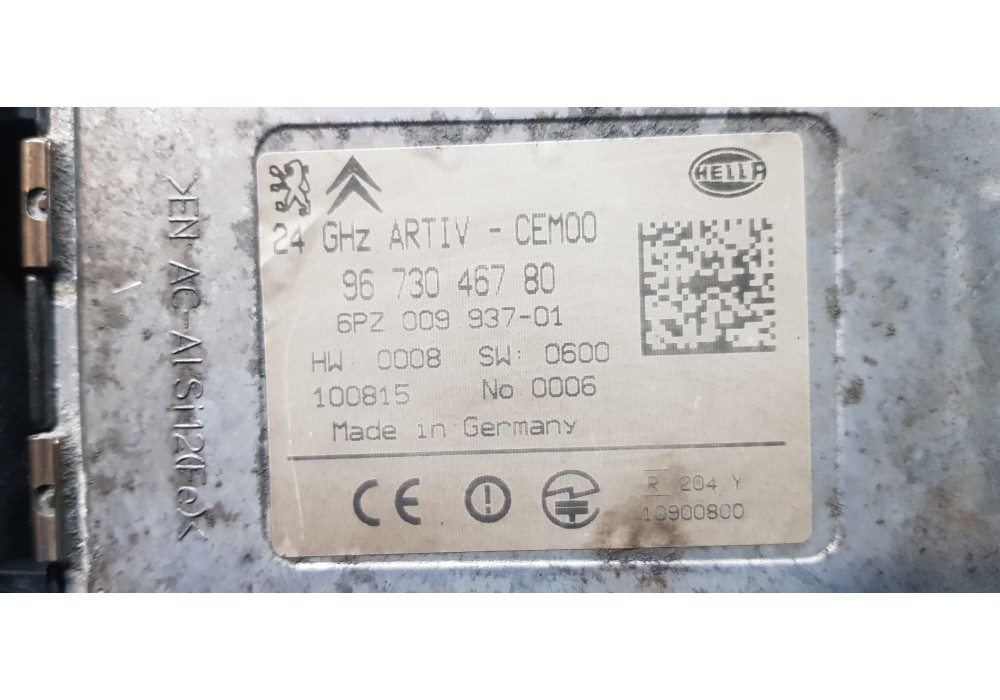 HELLA
24 GHz ARTIV - CEM00
96 730 467 80
6PZ 009 937-01
HW: 0008 SW: 0600
100815 No 0006
Made in Germany
CE
R 204 Y
10900800
>EN AC-AlSi12(Fe)<